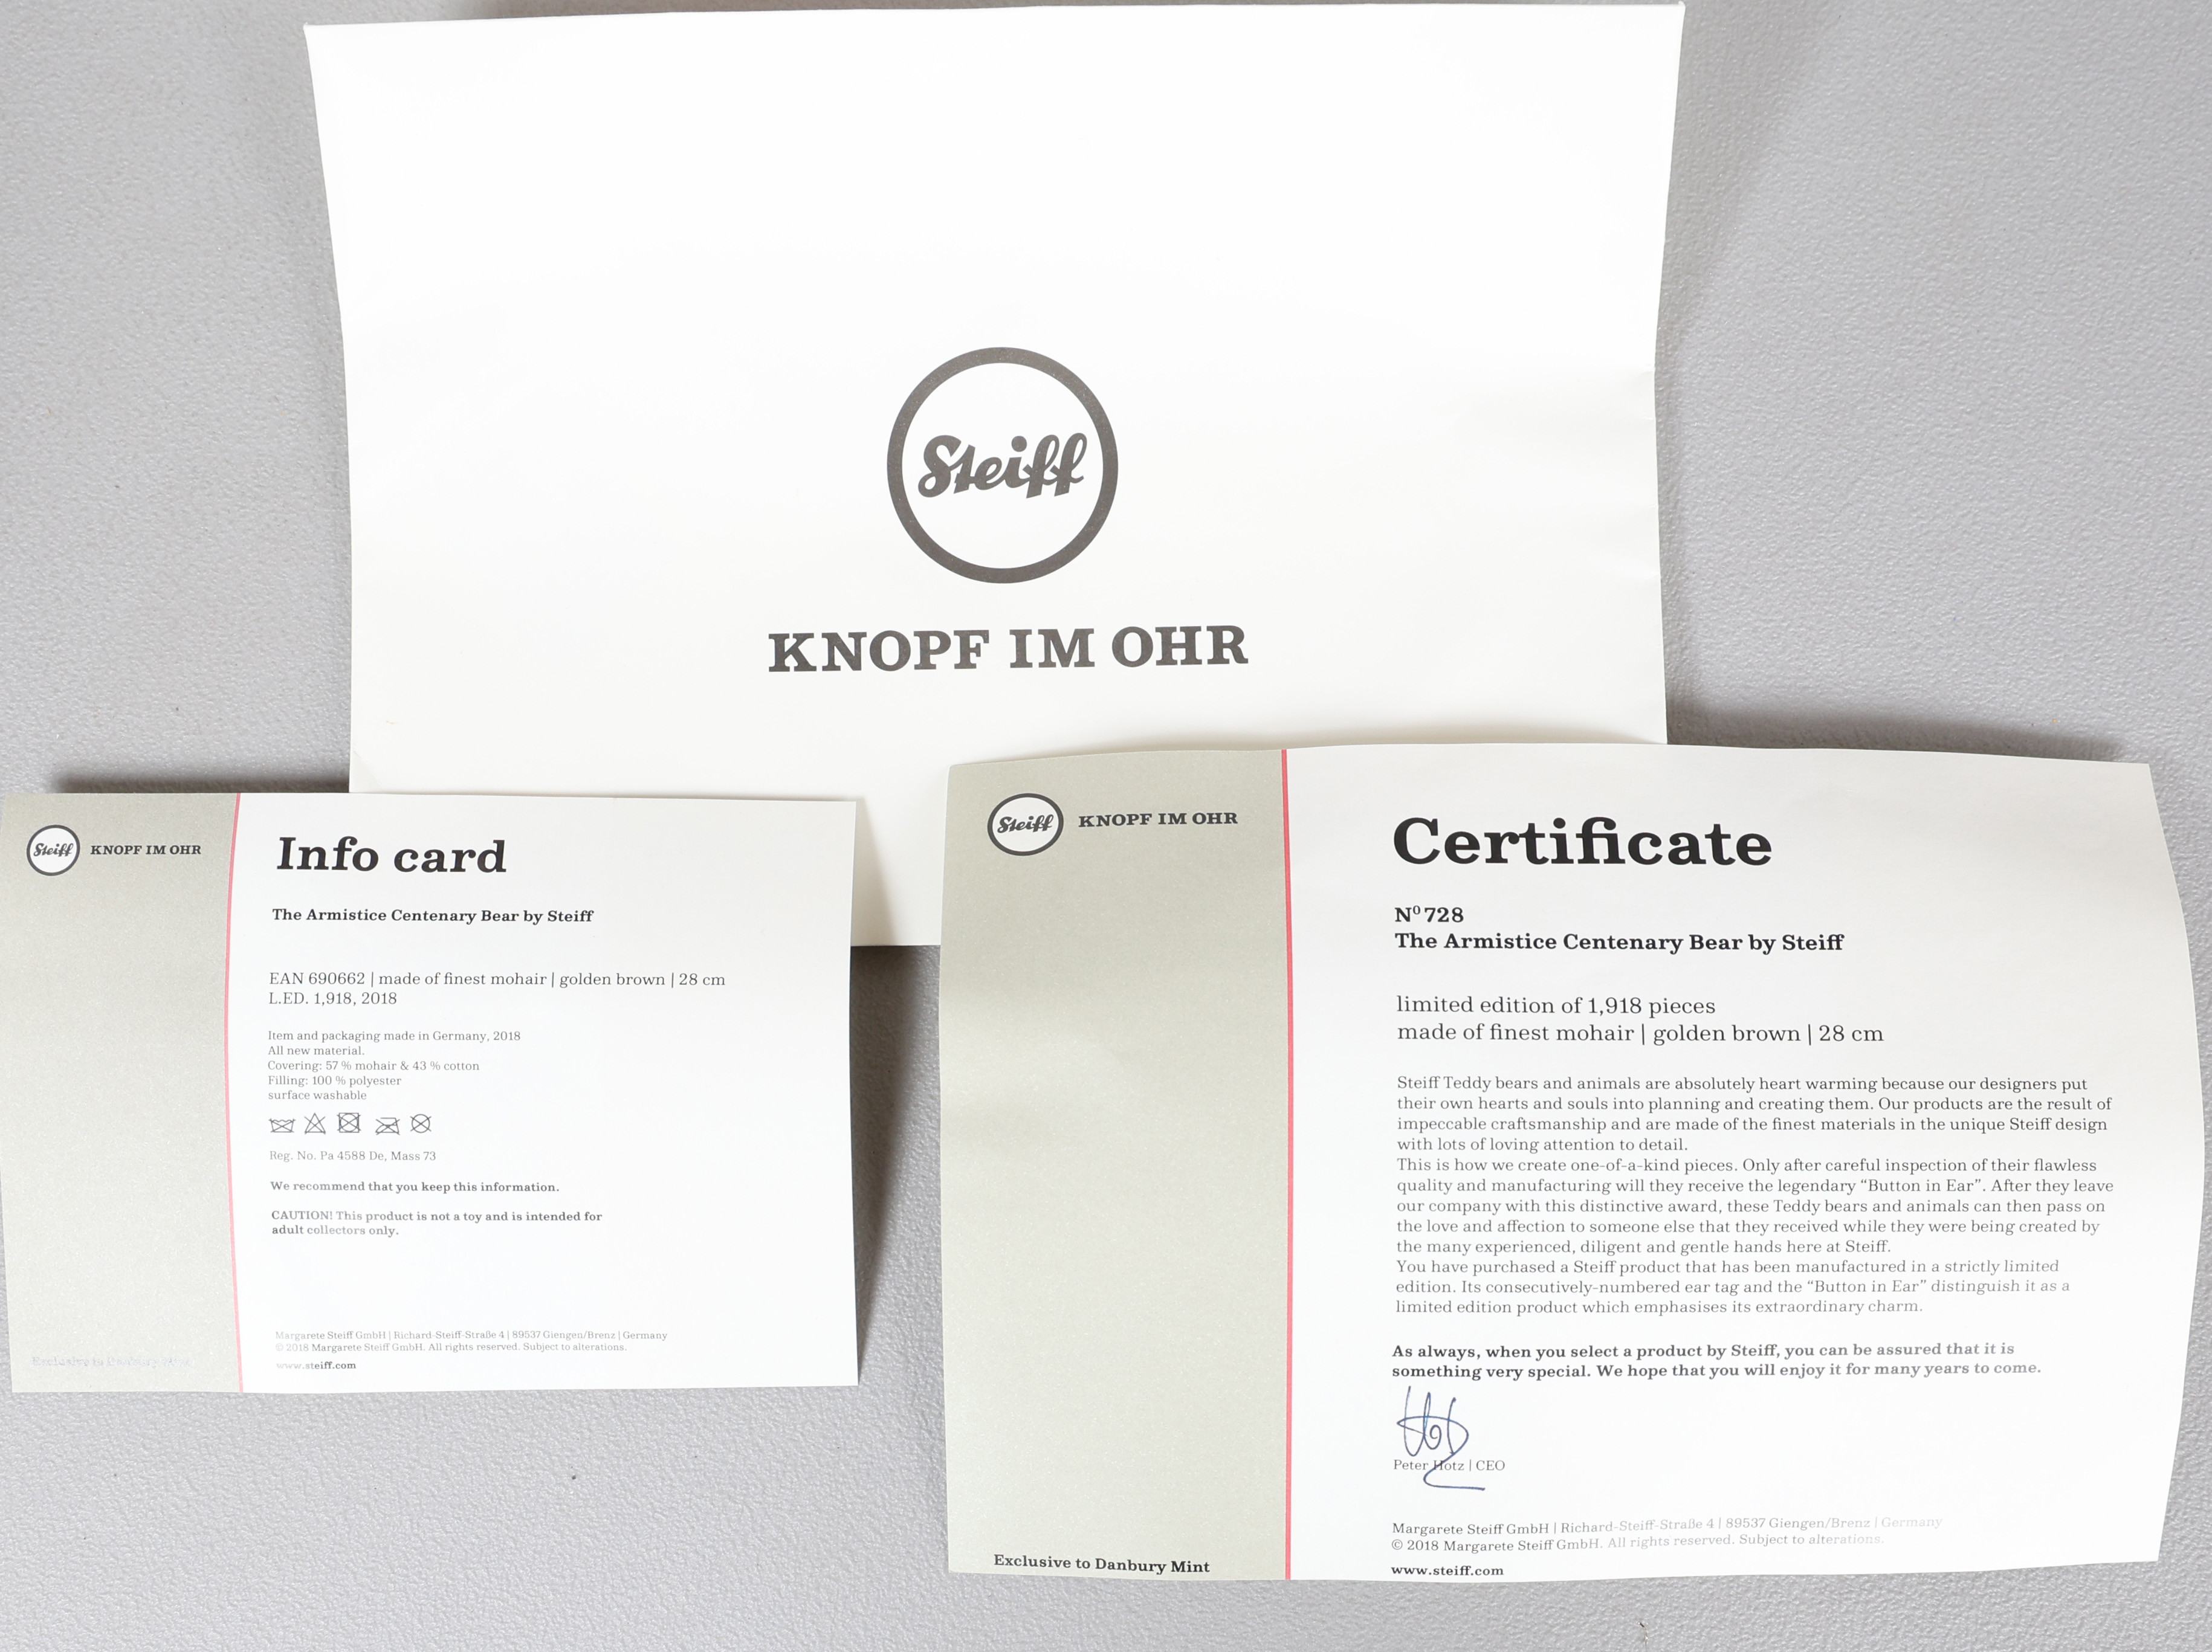 Steiff
KNOPF IM OHR
Steiff KNOPF IM OHR
Info card
The Armistice Centenary Bear by Steiff
EAN 690662 | made of finest mohair | golden brown | 28 cm
L.ED. 1,918, 2018
Item and packaging made in Germany, 2018
All new material.
Covering: 57 % mohair & 43 % cotton
Filling: 100 % polyester
surface washable
Reg. No. Pa 4588 De, Mass 73
We recommend that you keep this information.
CAUTION! This product is not a toy and is intended for
adult collectors only.
Margarete Steiff GmbH | Richard-Steiff-Straße 4 | 89537 Giengen/Brenz | Germany
© 2018 Margarete Steiff GmbH. All rights reserved. Subject to alterations.
www.steiff.com
Exclusive to Danbury Mint
Steiff KNOPF IM OHR
Certificate
Nº 728
The Armistice Centenary Bear by Steiff
limited edition of 1,918 pieces
made of finest mohair | golden brown | 28 cm
Steiff Teddy bears and animals are absolutely heart warming because our designers put
their own hearts and souls into planning and creating them. Our products are the result of
impeccable craftsmanship and are made of the finest materials in the unique Steiff design
with lots of loving attention to detail.
This is how we create one-of-a-kind pieces. Only after careful inspection of their flawless
quality and manufacturing will they receive the legendary “Button in Ear”. After they leave
our company with this distinctive award, these Teddy bears and animals can then pass on
the love and affection to someone else that they received while they were being created by
the many experienced, diligent and gentle hands here at Steiff.
You have purchased a Steiff product that has been manufactured in a strictly limited
edition. Its consecutively-numbered ear tag and the “Button in Ear” distinguish it as a
limited edition product which emphasises its extraordinary charm.
As always, when you select a product by Steiff, you can be assured that it is
something very special. We hope that you will enjoy it for many years to come.
Peter Hotz | CEO
Margarete Steiff GmbH | Richard-Steiff-Straße 4 | 89537 Giengen/Brenz | Germany
© 2018 Margarete Steiff GmbH. All rights reserved. Subject to alterations.
www.steiff.com
Exclusive to Danbury Mint